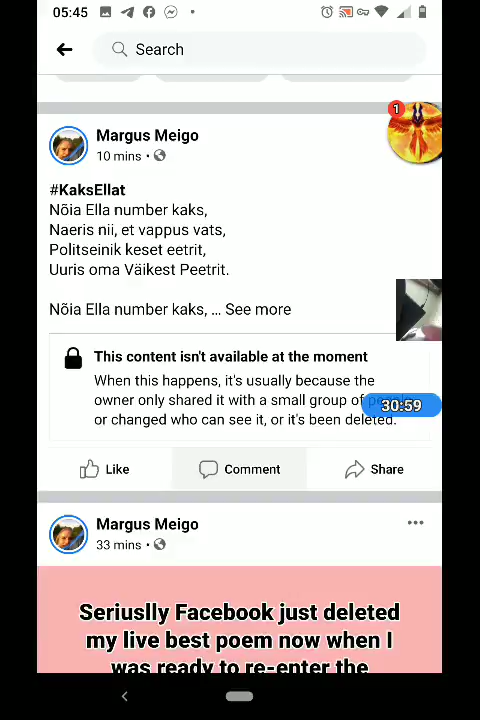 05:45
Search
1
Margus Meigo
10 mins •
#KaksEllat
Nõia Ella number kaks,
Naeris nii, et vappus vats,
Politseinik keset eetrit,
Uuris oma Väikest Peetrit.
Nõia Ella number kaks, ... See more
This content isn't available at the moment
When this happens, it's usually because the
owner only shared it with a small group of
30:59
or changed who can see it, or it's been deleted.
Like
Comment
Share
Margus Meigo
33 mins •
Seriuslly Facebook just deleted
my live best poem now when I
was ready to re-enter the